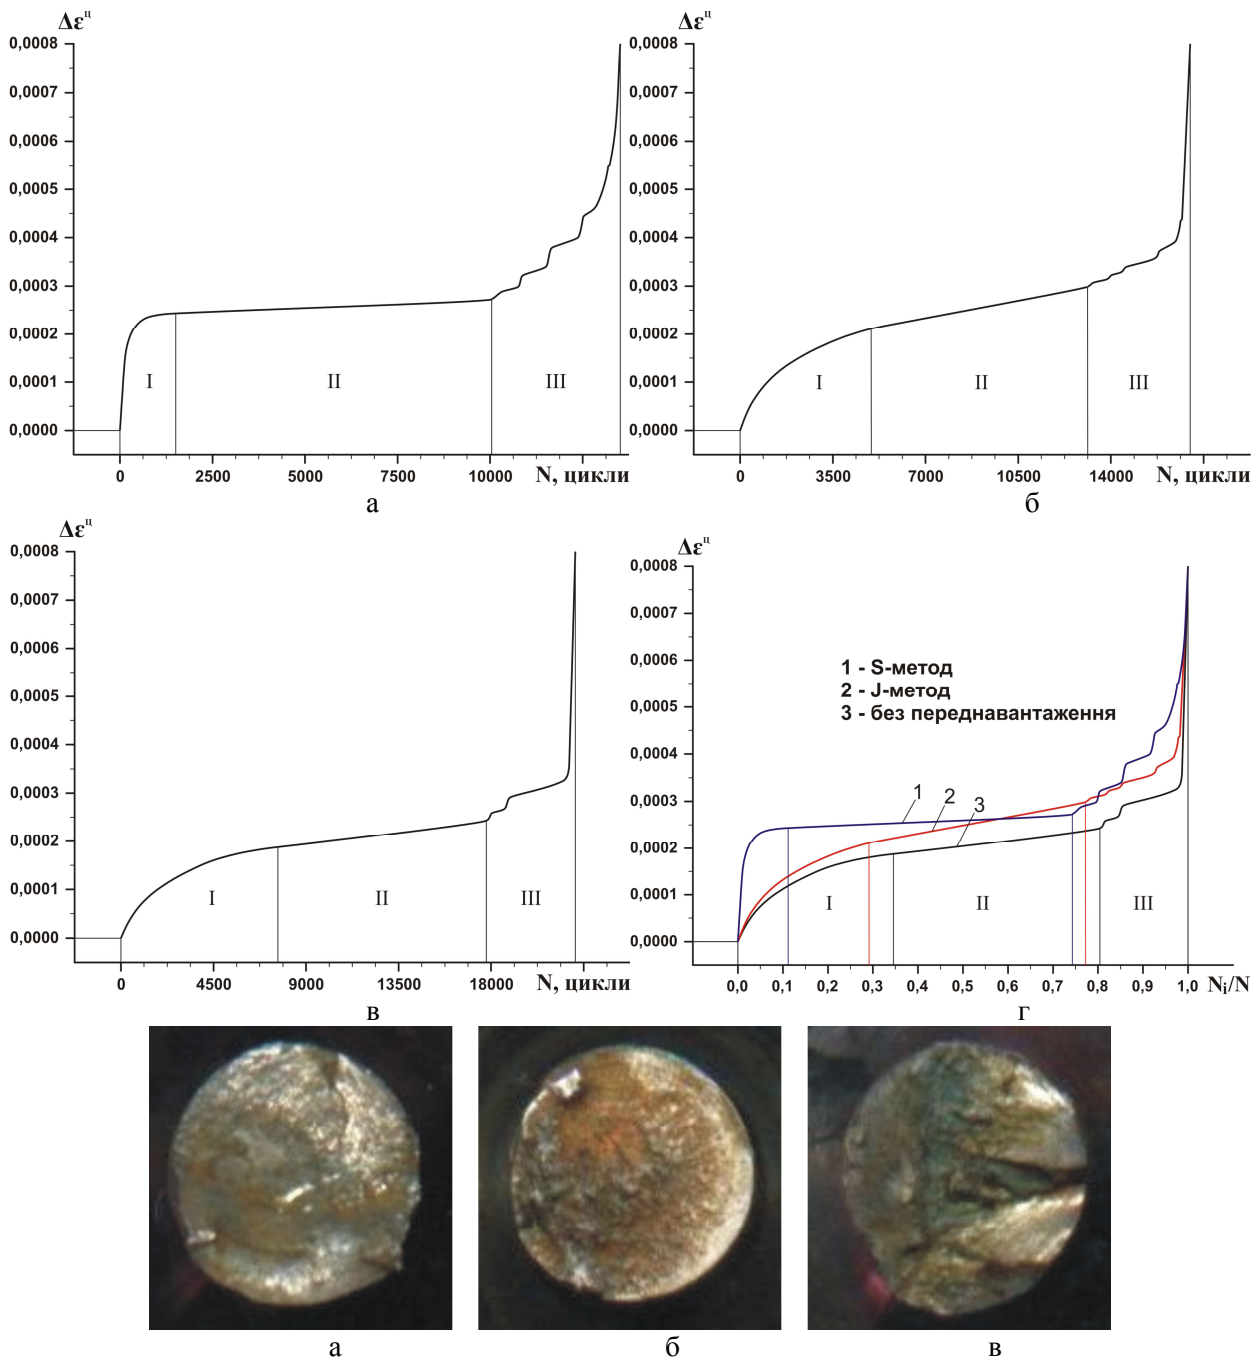 Δεᶣ
0,0008
0,0007
0,0006
0,0005
0,0004
0,0003
0,0002
0,0001
0,0000
I II III
0 2500 5000 7500 10000 N, цикли
а
Δεᶣ
0,0008
0,0007
0,0006
0,0005
0,0004
0,0003
0,0002
0,0001
0,0000
I II III
0 3500 7000 10500 14000 N, цикли
б
Δεᶣ
0,0008
0,0007
0,0006
0,0005
0,0004
0,0003
0,0002
0,0001
0,0000
I II III
0 4500 9000 13500 18000 N, цикли
в
Δεᶣ
0,0008
0,0007
0,0006
0,0005
0,0004
0,0003
0,0002
0,0001
0,0000
1 - S-метод
2 - J-метод
3 - без переднавантаження
1 2 3
I II III
0,0 0,1 0,2 0,3 0,4 0,5 0,6 0,7 0,8 0,9 1,0 Nᵢ/N
г
а б в